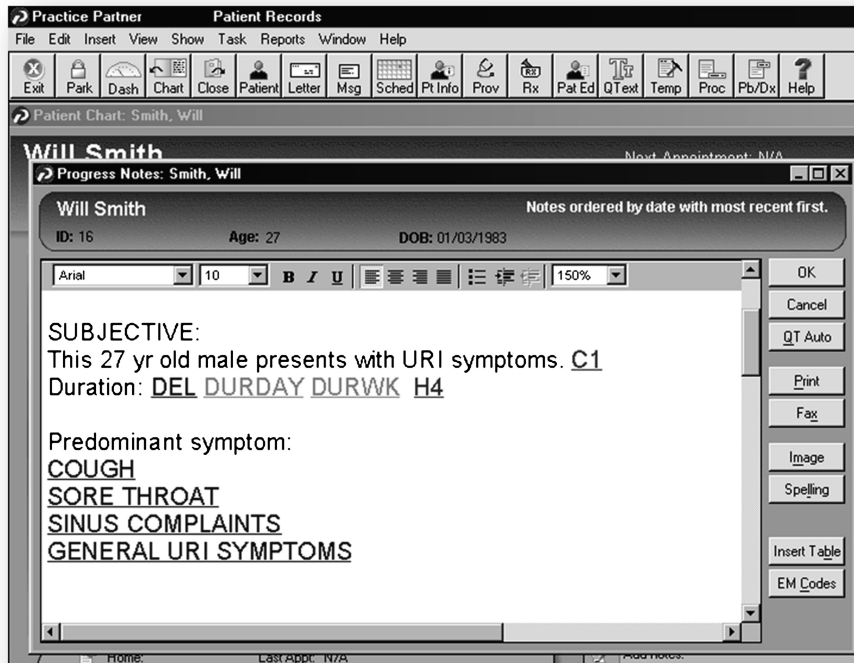 Practice Partner Patient Records
File Edit Insert View Show Task Reports Window Help
Exit Park Dash Chart Close Patient Letter Msg Sched Pt Info Prov Rx Pat Ed QText Temp Proc Pb/Dx Help
Patient Chart: Smith, Will
Will Smith Next Appointment: N/A
Progress Notes: Smith, Will
Will Smith Notes ordered by date with most recent first.
ID: 16 Age: 27 DOB: 01/03/1983
Arial 10 B I U 150%
OK
Cancel
QT Auto
Print
Fax
Image
Spelling
Insert Table
EM Codes
SUBJECTIVE:
This 27 yr old male presents with URI symptoms. C1
Duration: DEL DURDAY DURWK H4
Predominant symptom:
COUGH
SORE THROAT
SINUS COMPLAINTS
GENERAL URI SYMPTOMS
Home: Last Appt: N/A Add Notes: